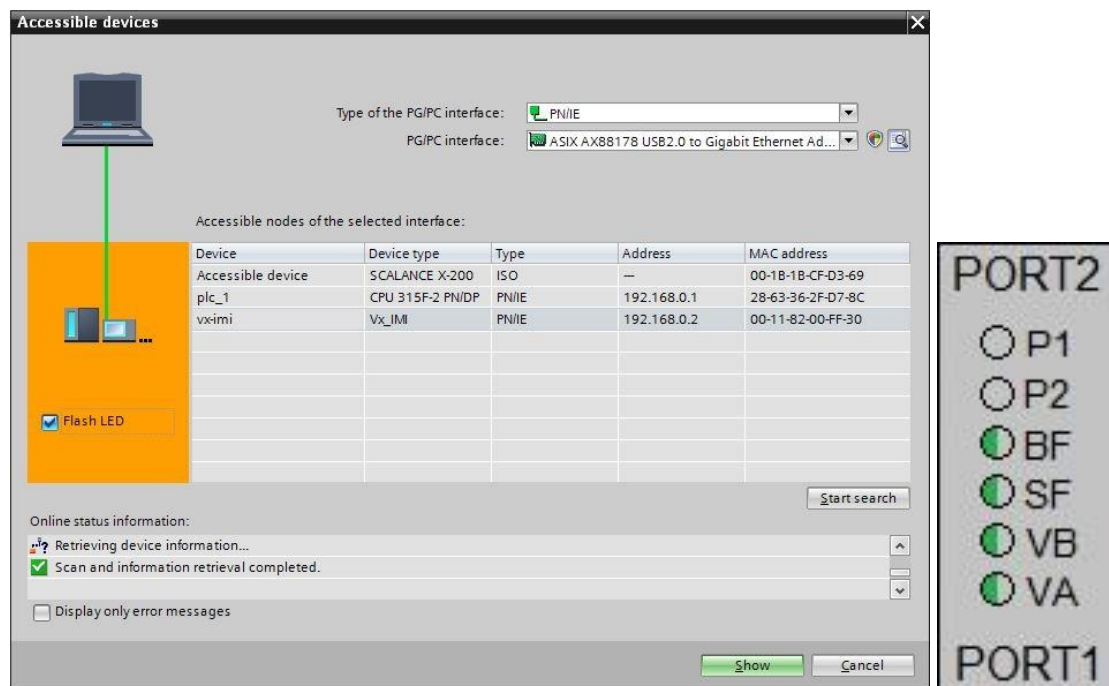 Accessible devices
Type of the PG/PC interface: PN/IE
PG/PC interface: ASIX AX88178 USB2.0 to Gigabit Ethernet Ad...
Accessible nodes of the selected interface:
Device Device type Type Address MAC address
Accessible device SCALANCE X-200 ISO — 00-1B-1B-CF-D3-69
plc_1 CPU 315F-2 PN/DP PN/IE 192.168.0.1 28-63-36-2F-D7-8C
vx-imi Vx_IMI PN/IE 192.168.0.2 00-11-82-00-FF-30
...
Flash LED
Start search
Online status information:
Retrieving device information...
Scan and information retrieval completed.
Display only error messages
Show Cancel
PORT2
P1
P2
BF
SF
VB
VA
PORT1